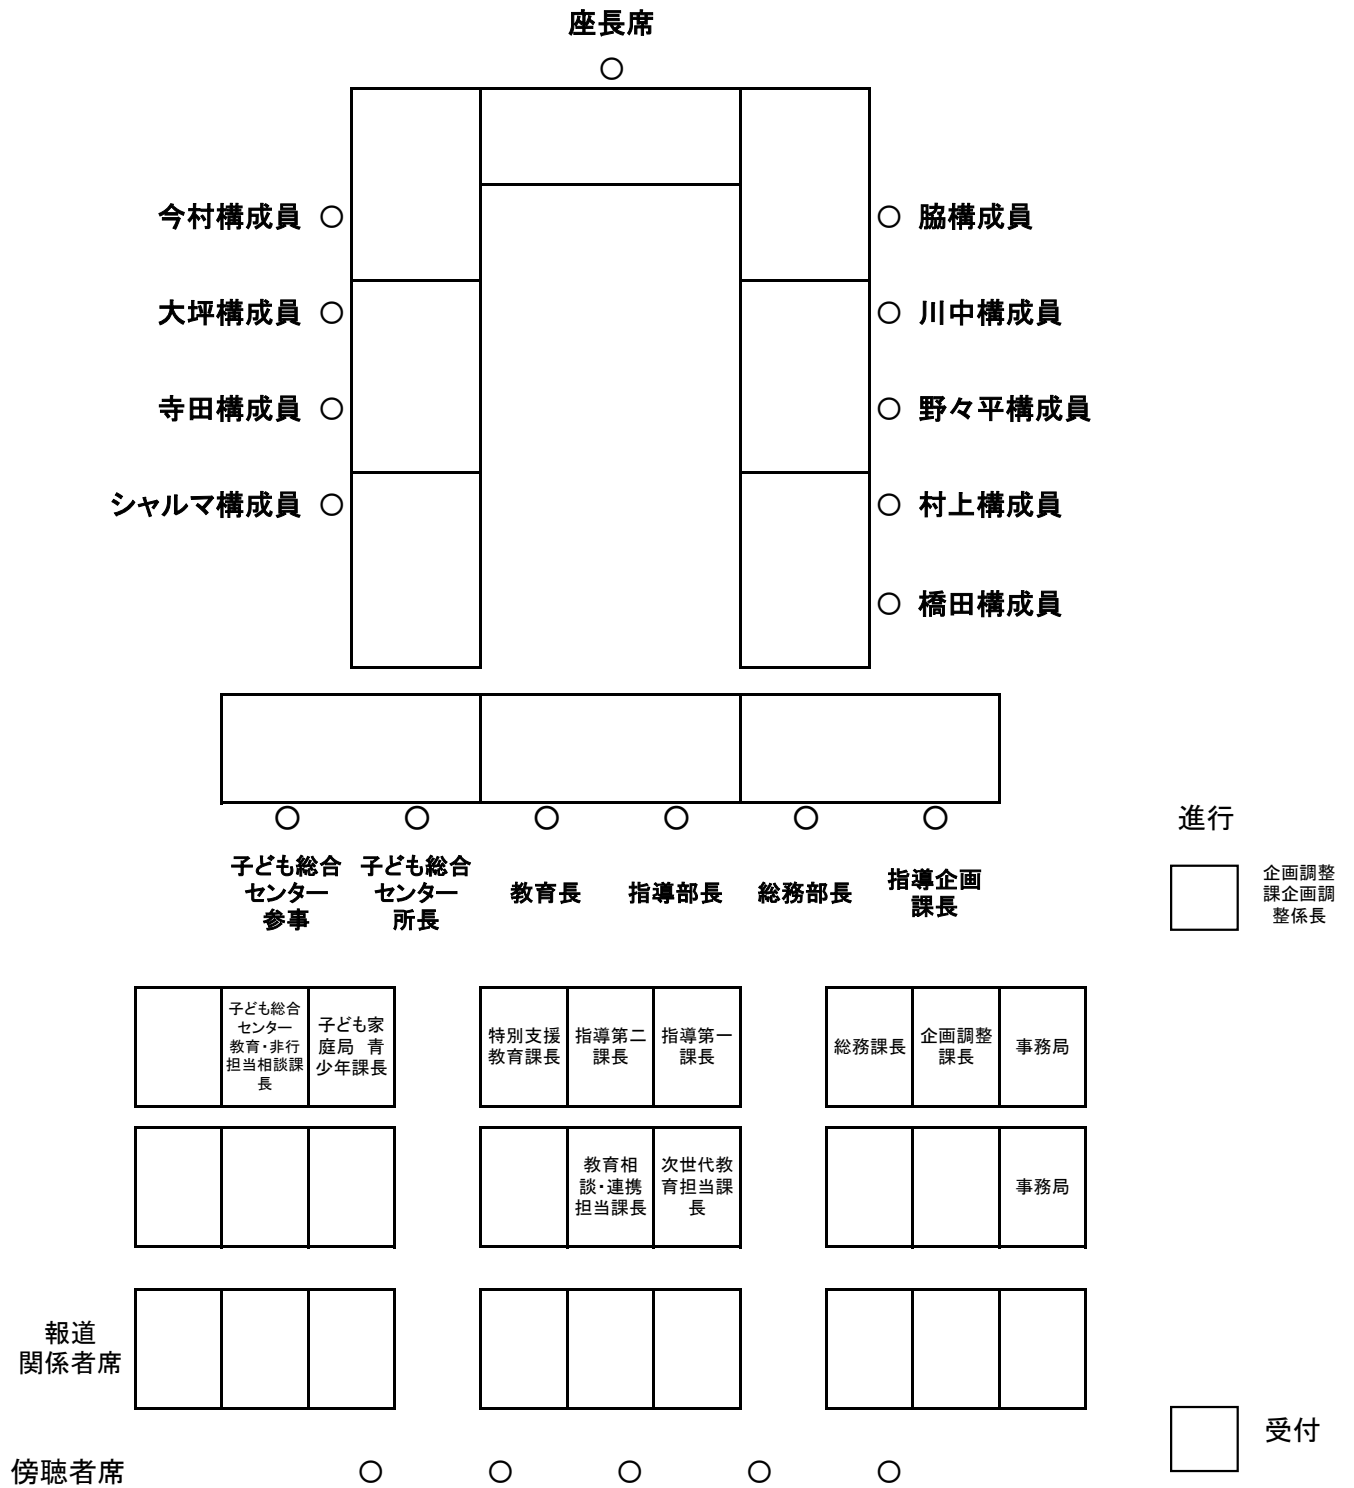 座長席
○
今村構成員 ○
○ 脇構成員
大坪構成員 ○
○ 川中構成員
寺田構成員 ○
○ 野々平構成員
シャルマ構成員 ○
○ 村上構成員
○ 橋田構成員
○ ○ ○ ○ ○ ○
子ども総合
センター
参事
子ども総合
センター
所長
教育長
指導部長
総務部長
指導企画
課長
進行
企画調整
課企画調
整係長
子ども総合
センター
教育・非行
担当相談課
長
子ども家
庭局　青
少年課長
特別支援
教育課長
指導第二
課長
指導第一
課長
総務課長
企画調整
課長
事務局
教育相
談・連携
担当課長
次世代教
育担当課
長
事務局
報道
関係者席
受付
傍聴者席 ○ ○ ○ ○ ○